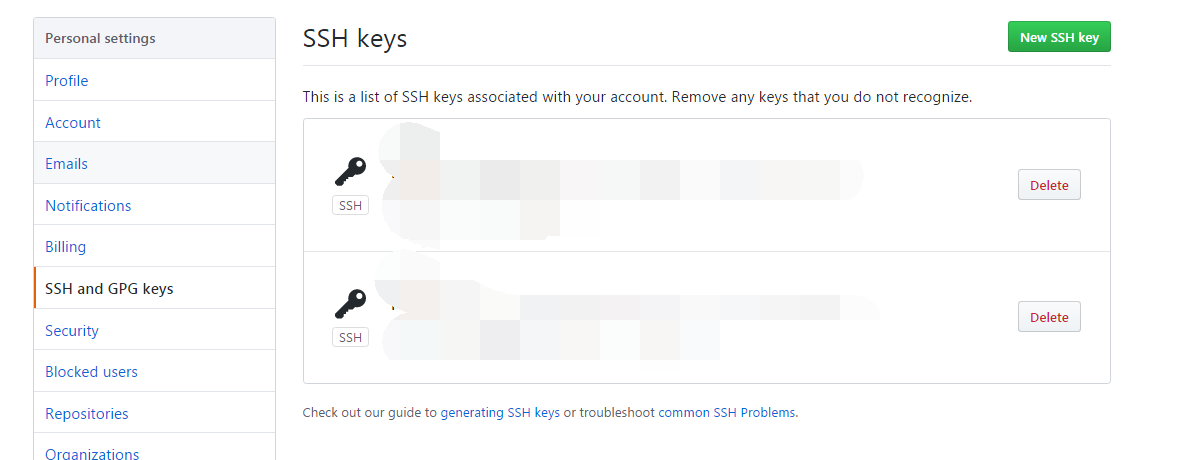 Personal settings
Profile
Account
Emails
Notifications
Billing
SSH and GPG keys
Security
Blocked users
Repositories
Organizations
SSH keys
New SSH key
This is a list of SSH keys associated with your account. Remove any keys that you do not recognize.
SSH
Delete
SSH
Delete
Check out our guide to generating SSH keys or troubleshoot common SSH Problems.